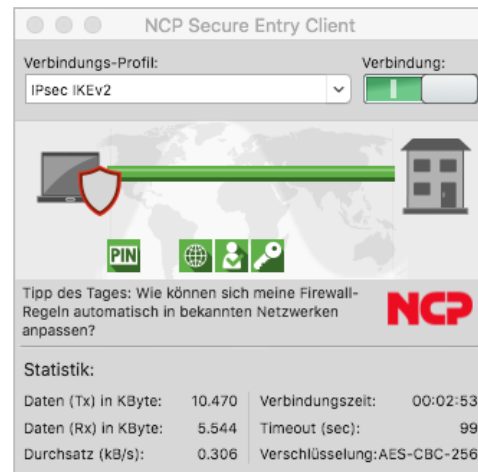 NCP Secure Entry Client
Verbindungs-Profil:
Verbindung:
IPsec IKEv2
PIN
Tipp des Tages: Wie können sich meine Firewall-
Regeln automatisch in bekannten Netzwerken
anpassen?
NCP
Statistik:
Daten (Tx) in KByte: 10.470 Verbindungszeit: 00:02:53
Daten (Rx) in KByte: 5.544 Timeout (sec): 99
Durchsatz (kB/s): 0.306 Verschlüsselung:AES-CBC-256